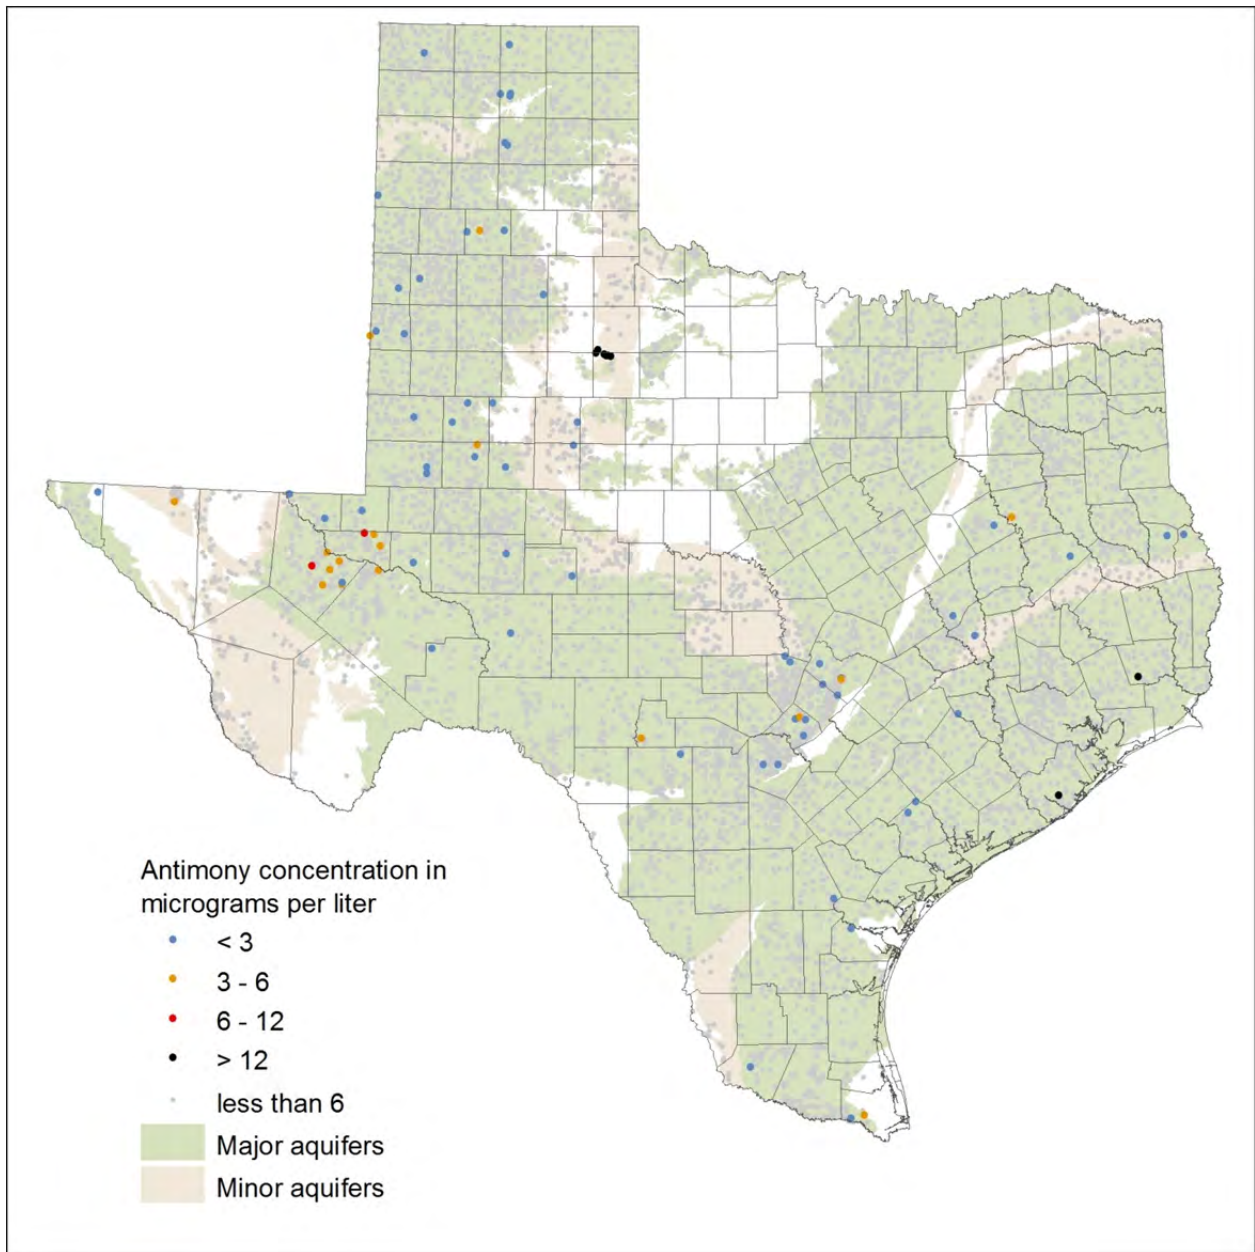 Antimony concentration in
micrograms per liter
< 3
3 - 6
6 - 12
> 12
less than 6
Major aquifers
Minor aquifers